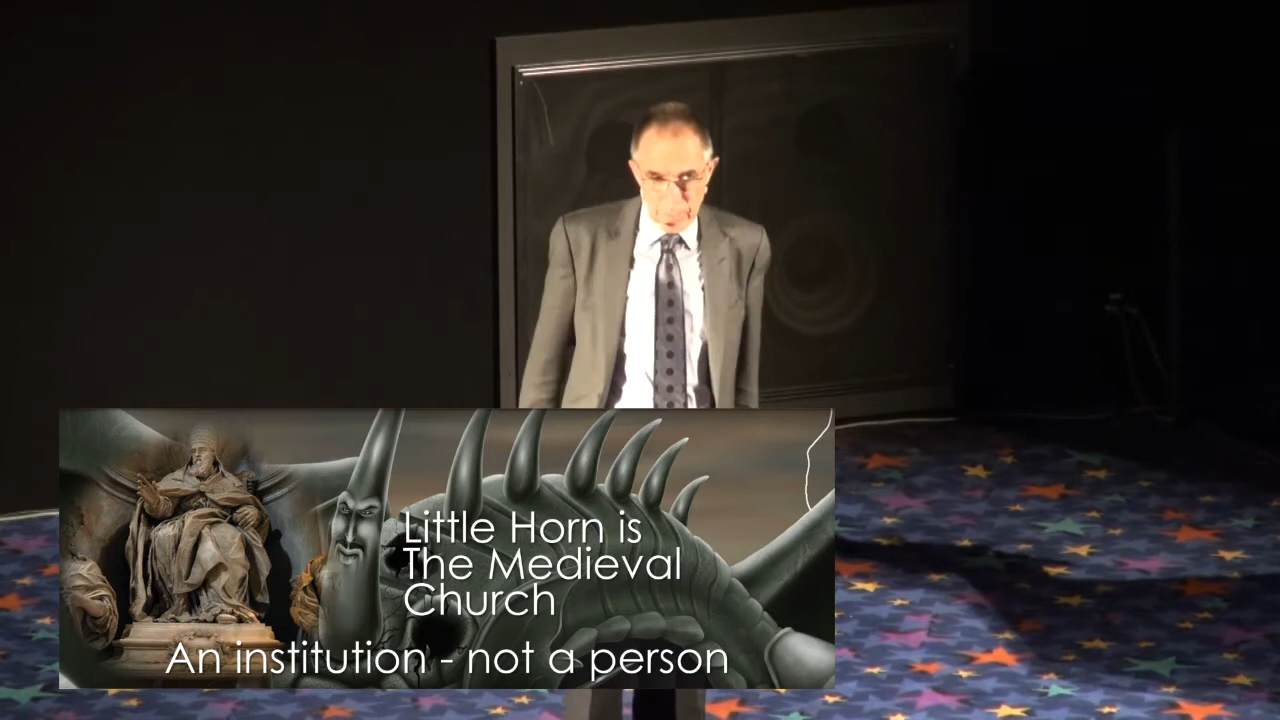 Little Horn is
The Medieval
Church
An institution - not a person